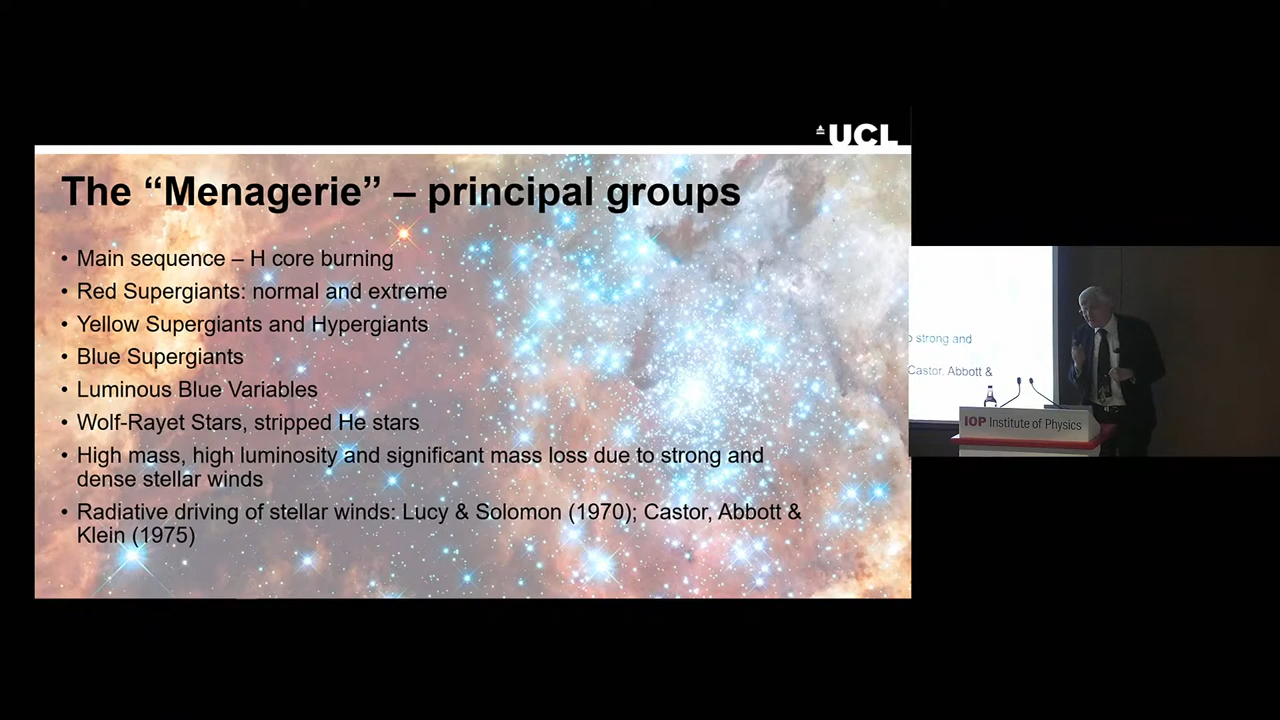 UCL
The “Menagerie” – principal groups
• Main sequence – H core burning
• Red Supergiants: normal and extreme
• Yellow Supergiants and Hypergiants
• Blue Supergiants
• Luminous Blue Variables
• Wolf-Rayet Stars, stripped He stars
• High mass, high luminosity and significant mass loss due to strong and
dense stellar winds
• Radiative driving of stellar winds: Lucy & Solomon (1970); Castor, Abbott &
Klein (1975)
o strong and
Castor, Abbott &
IOP Institute of Physics